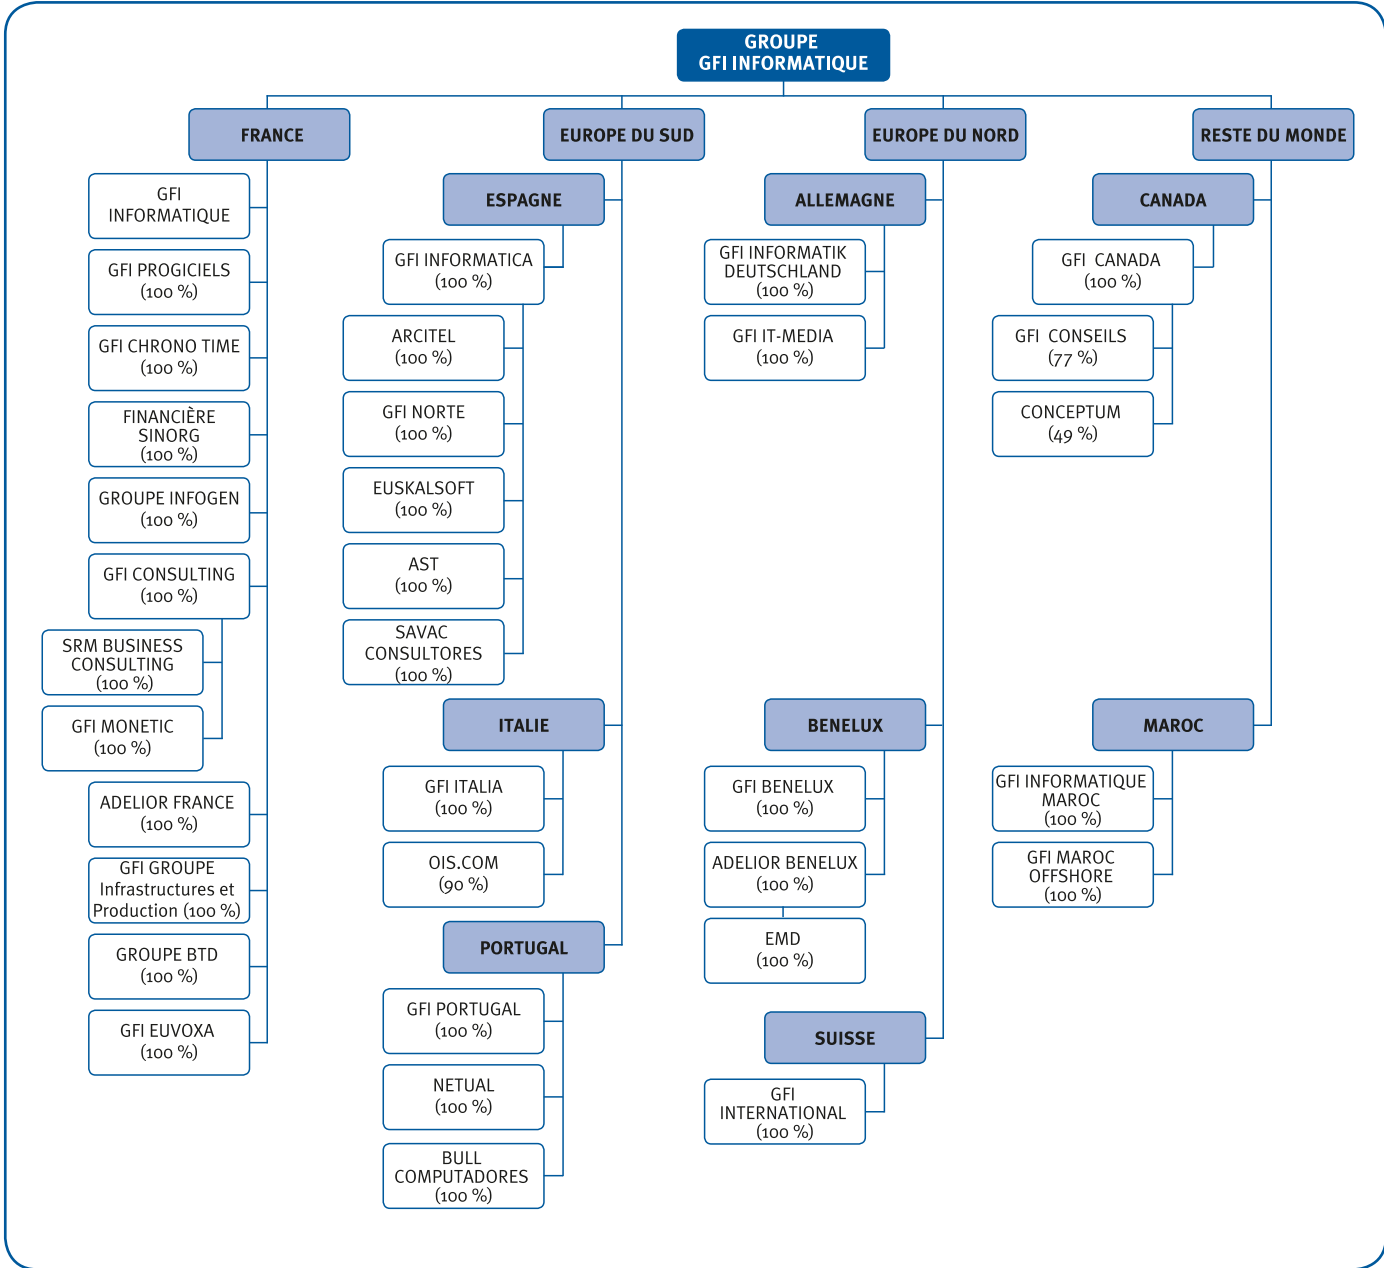 GROUPE
GFI INFORMATIQUE
FRANCE
GFI
INFORMATIQUE
GFI PROGICIELS
(100 %)
GFI CHRONO TIME
(100 %)
FINANCIÈRE
SINORG
(100 %)
GROUPE INFOGEN
(100 %)
GFI CONSULTING
(100 %)
SRM BUSINESS
CONSULTING
(100 %)
GFI MONETIC
(100 %)
ADELIOR FRANCE
(100 %)
GFI GROUPE
Infrastructures et
Production (100 %)
GROUPE BTD
(100 %)
GFI EUVOXA
(100 %)
EUROPE DU SUD
ESPAGNE
GFI INFORMATICA
(100 %)
ARCITEL
(100 %)
GFI NORTE
(100 %)
EUSKALSOFT
(100 %)
AST
(100 %)
SAVAC
CONSULTORES
(100 %)
ITALIE
GFI ITALIA
(100 %)
OIS.COM
(90 %)
PORTUGAL
GFI PORTUGAL
(100 %)
NETUAL
(100 %)
BULL
COMPUTADORES
(100 %)
EUROPE DU NORD
ALLEMAGNE
GFI INFORMATIK
DEUTSCHLAND
(100 %)
GFI IT-MEDIA
(100 %)
BENELUX
GFI BENELUX
(100 %)
ADELIOR BENELUX
(100 %)
EMD
(100 %)
SUISSE
GFI
INTERNATIONAL
(100 %)
RESTE DU MONDE
CANADA
GFI CANADA
(100 %)
GFI CONSEILS
(77 %)
CONCEPTUM
(49 %)
MAROC
GFI INFORMATIQUE
MAROC
(100 %)
GFI MAROC
OFFSHORE
(100 %)